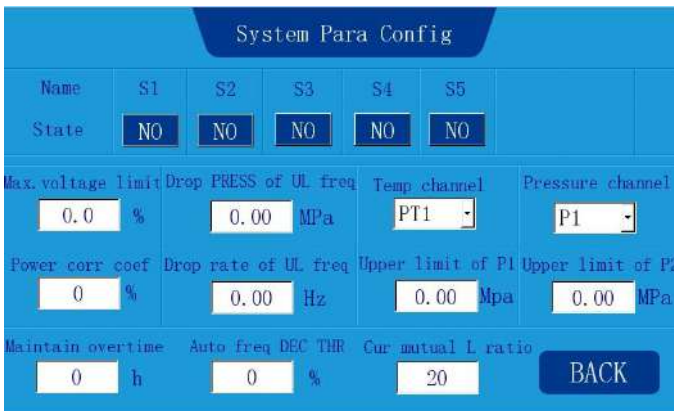 System Para Config
Name S1 S2 S3 S4 S5
State NO NO NO NO NO
Max.voltage limit Drop PRESS of UL freq Temp channel Pressure channel
0.0 % 0.00 MPa PT1 P1
Power corr coef Drop rate of UL freq Upper limit of P1 Upper limit of P2
0 % 0.00 Hz 0.00 Mpa 0.00 MPa
Maintain overtime Auto freq DEC THR Cur mutual L ratio
0 h 0 % 20 BACK